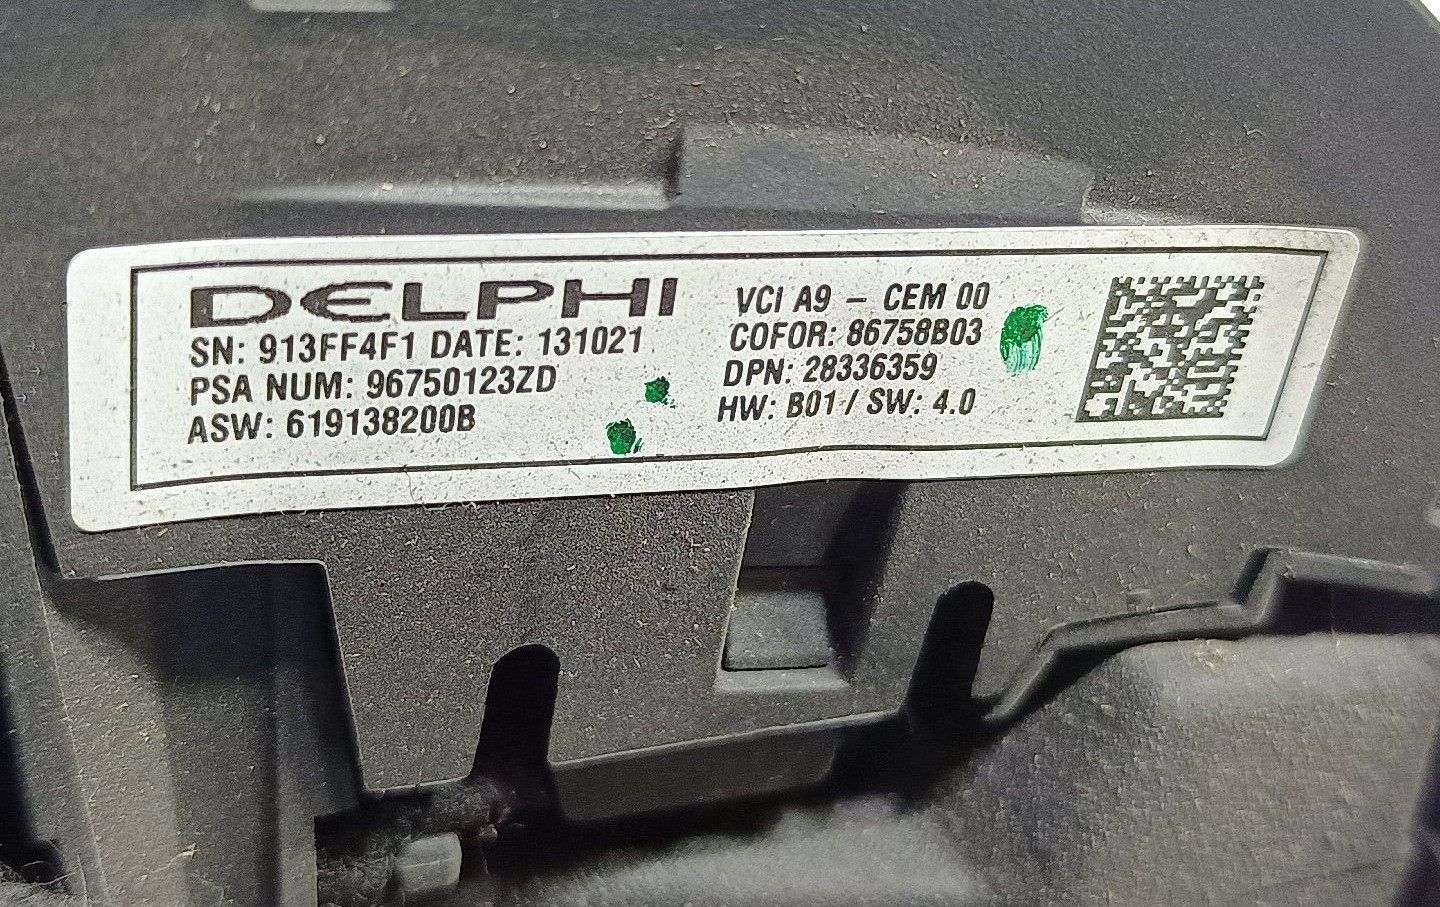 DELPHI
SN: 913FF4F1 DATE: 131021
PSA NUM: 96750123ZD
ASW: 619138200B
VCI A9 – CEM 00
COFOR: 86758B03
DPN: 28336359
HW: B01 / SW: 4.0